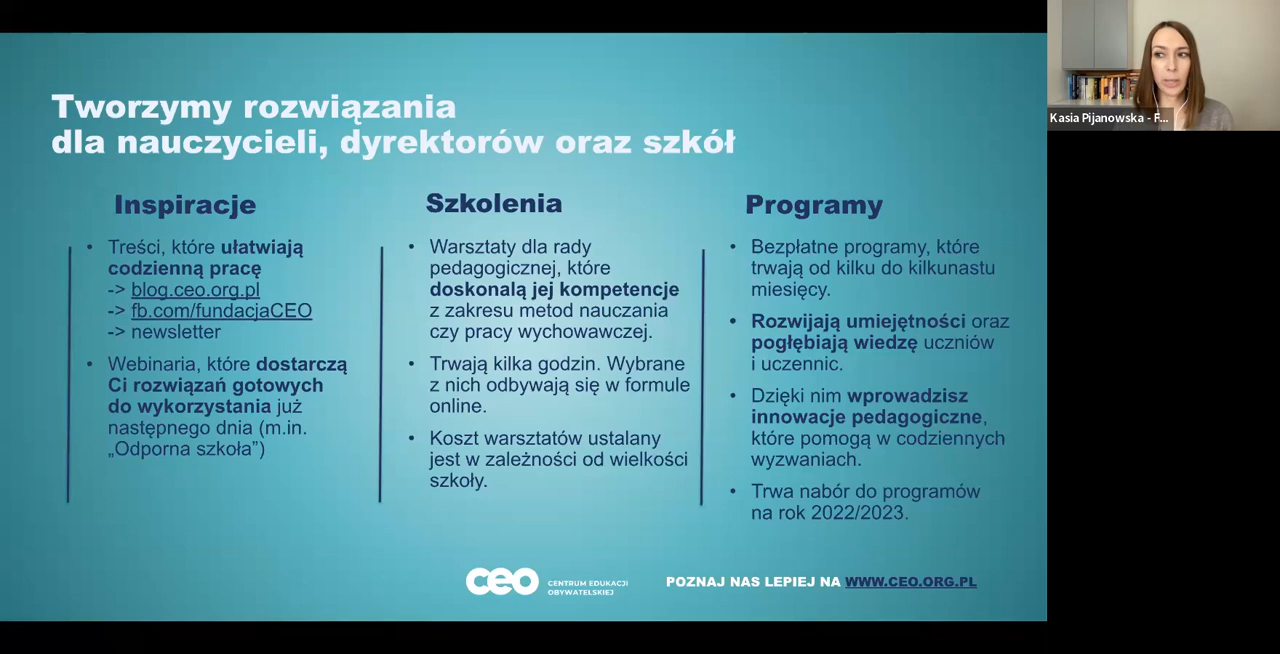 Tworzymy rozwiązania
dla nauczycieli, dyrektorów oraz szkół
Inspiracje
• Treści, które ułatwiają
codzienną pracę
-> blog.ceo.org.pl
-> fb.com/fundacjaCEO
-> newsletter
• Webinaria, które dostarczą
Ci rozwiązań gotowych
do wykorzystania już
następnego dnia (m.in.
„Odporna szkoła”)
Szkolenia
• Warsztaty dla rady
pedagogicznej, które
doskonalą jej kompetencje
z zakresu metod nauczania
czy pracy wychowawczej.
• Trwają kilka godzin. Wybrane
z nich odbywają się w formule
online.
• Koszt warsztatów ustalany
jest w zależności od wielkości
szkoły.
Programy
• Bezpłatne programy, które
trwają od kilku do kilkunastu
miesięcy.
• Rozwijają umiejętności oraz
pogłębiają wiedzę uczniów
i uczennic.
• Dzięki nim wprowadzisz
innowacje pedagogiczne,
które pomogą w codziennych
wyzwaniach.
• Trwa nabór do programów
na rok 2022/2023.
ceo
CENTRUM EDUKACJI
OBYWATELSKIEJ
POZNAJ NAS LEPIEJ NA WWW.CEO.ORG.PL
Kasia Pijanowska - F...